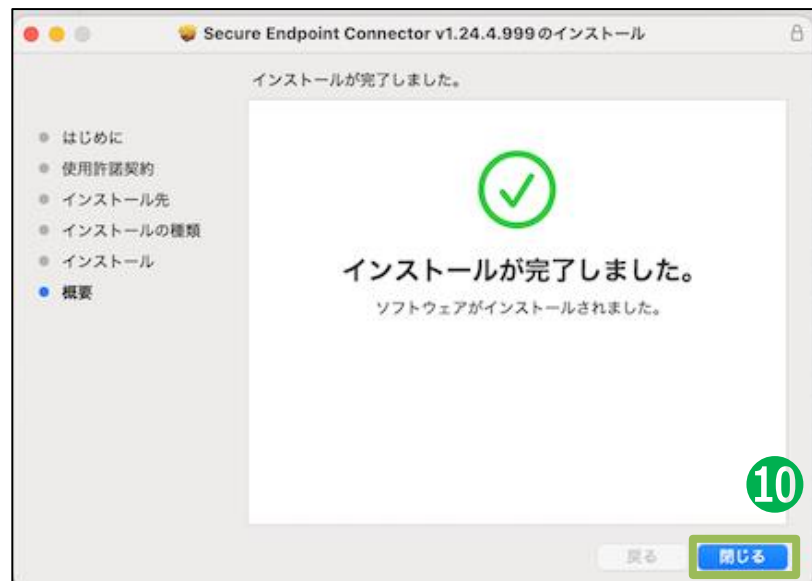 Secure Endpoint Connector v1.24.4.999のインストール
インストールが完了しました。
はじめに
使用許諾契約
インストール先
インストールの種類
インストール
概要
インストールが完了しました。
ソフトウェアがインストールされました。
10
戻る
閉じる